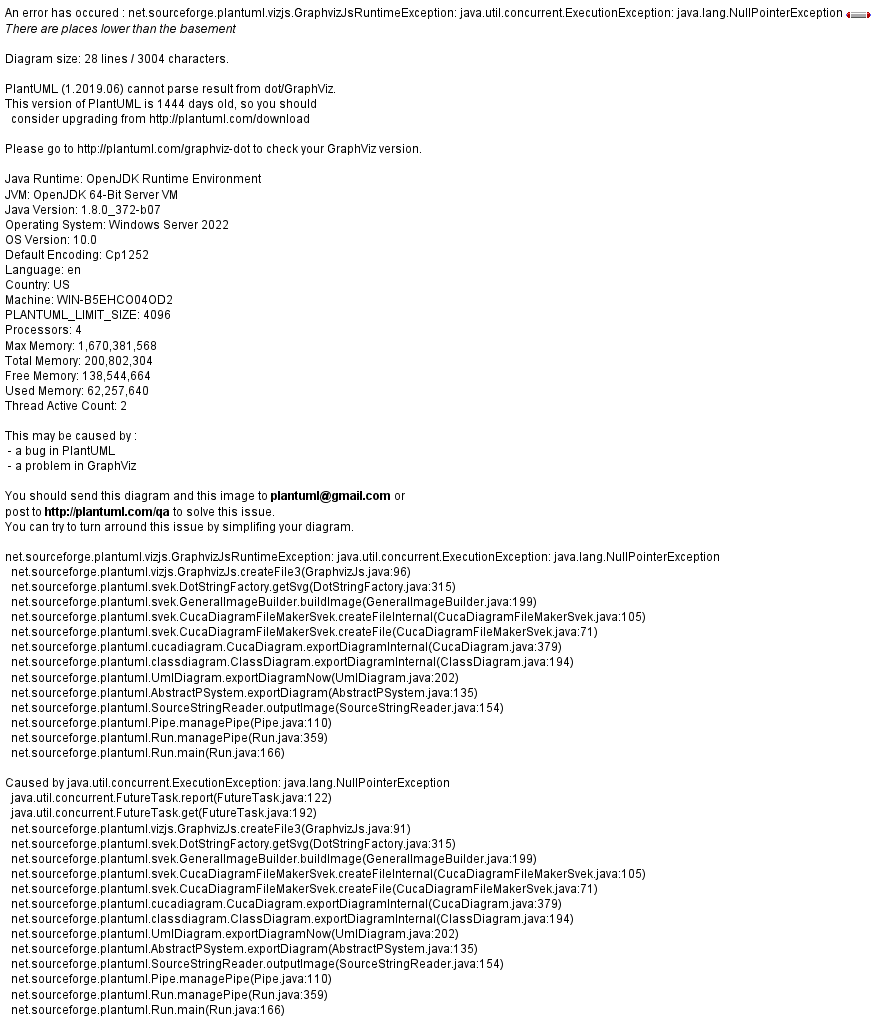 An error has occured : net.sourceforge.plantuml.vizjs.GraphvizJsRuntimeException: java.util.concurrent.ExecutionException: java.lang.NullPointerException
There are places lower than the basement
Diagram size: 28 lines / 3004 characters.
PlantUML (1.2019.06) cannot parse result from dot/GraphViz.
This version of PlantUML is 1444 days old, so you should
consider upgrading from http://plantuml.com/download
Please go to http://plantuml.com/graphviz-dot to check your GraphViz version.
Java Runtime: OpenJDK Runtime Environment
JVM: OpenJDK 64-Bit Server VM
Java Version: 1.8.0_372-b07
Operating System: Windows Server 2022
OS Version: 10.0
Default Encoding: Cp1252
Language: en
Country: US
Machine: WIN-B5EHCO04OD2
PLANTUML_LIMIT_SIZE: 4096
Processors: 4
Max Memory: 1,670,381,568
Total Memory: 200,802,304
Free Memory: 138,544,664
Used Memory: 62,257,640
Thread Active Count: 2
This may be caused by :
- a bug in PlantUML
- a problem in GraphViz
You should send this diagram and this image to plantuml@gmail.com or
post to http://plantuml.com/qa to solve this issue.
You can try to turn arround this issue by simplifing your diagram.
net.sourceforge.plantuml.vizjs.GraphvizJsRuntimeException: java.util.concurrent.ExecutionException: java.lang.NullPointerException
net.sourceforge.plantuml.vizjs.GraphvizJs.createFile3(GraphvizJs.java:96)
net.sourceforge.plantuml.svek.DotStringFactory.getSvg(DotStringFactory.java:315)
net.sourceforge.plantuml.svek.GeneralImageBuilder.buildImage(GeneralImageBuilder.java:199)
net.sourceforge.plantuml.svek.CucaDiagramFileMakerSvek.createFileInternal(CucaDiagramFileMakerSvek.java:105)
net.sourceforge.plantuml.svek.CucaDiagramFileMakerSvek.createFile(CucaDiagramFileMakerSvek.java:71)
net.sourceforge.plantuml.cucadiagram.CucaDiagram.exportDiagramInternal(CucaDiagram.java:379)
net.sourceforge.plantuml.classdiagram.ClassDiagram.exportDiagramInternal(ClassDiagram.java:194)
net.sourceforge.plantuml.UmlDiagram.exportDiagramNow(UmlDiagram.java:202)
net.sourceforge.plantuml.AbstractPSystem.exportDiagram(AbstractPSystem.java:135)
net.sourceforge.plantuml.SourceStringReader.outputImage(SourceStringReader.java:154)
net.sourceforge.plantuml.Pipe.managePipe(Pipe.java:110)
net.sourceforge.plantuml.Run.managePipe(Run.java:359)
net.sourceforge.plantuml.Run.main(Run.java:166)
Caused by java.util.concurrent.ExecutionException: java.lang.NullPointerException
java.util.concurrent.FutureTask.report(FutureTask.java:122)
java.util.concurrent.FutureTask.get(FutureTask.java:192)
net.sourceforge.plantuml.vizjs.GraphvizJs.createFile3(GraphvizJs.java:91)
net.sourceforge.plantuml.svek.DotStringFactory.getSvg(DotStringFactory.java:315)
net.sourceforge.plantuml.svek.GeneralImageBuilder.buildImage(GeneralImageBuilder.java:199)
net.sourceforge.plantuml.svek.CucaDiagramFileMakerSvek.createFileInternal(CucaDiagramFileMakerSvek.java:105)
net.sourceforge.plantuml.svek.CucaDiagramFileMakerSvek.createFile(CucaDiagramFileMakerSvek.java:71)
net.sourceforge.plantuml.cucadiagram.CucaDiagram.exportDiagramInternal(CucaDiagram.java:379)
net.sourceforge.plantuml.classdiagram.ClassDiagram.exportDiagramInternal(ClassDiagram.java:194)
net.sourceforge.plantuml.UmlDiagram.exportDiagramNow(UmlDiagram.java:202)
net.sourceforge.plantuml.AbstractPSystem.exportDiagram(AbstractPSystem.java:135)
net.sourceforge.plantuml.SourceStringReader.outputImage(SourceStringReader.java:154)
net.sourceforge.plantuml.Pipe.managePipe(Pipe.java:110)
net.sourceforge.plantuml.Run.managePipe(Run.java:359)
net.sourceforge.plantuml.Run.main(Run.java:166)